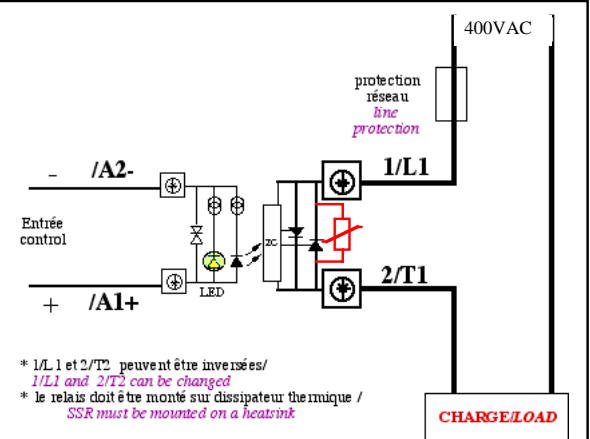 400VAC
protection
réseau
line
protection
1/L1
- /A2-
Entrée
control
ZC
LED
+ /A1+
2/T1
* 1/L1 et 2/T2 peuvent être inversées/
1/L1 and 2/T2 can be changed
* le relais doit être monté sur dissipateur thermique /
SSR must be mounted on a heatsink
CHARGE/LOAD